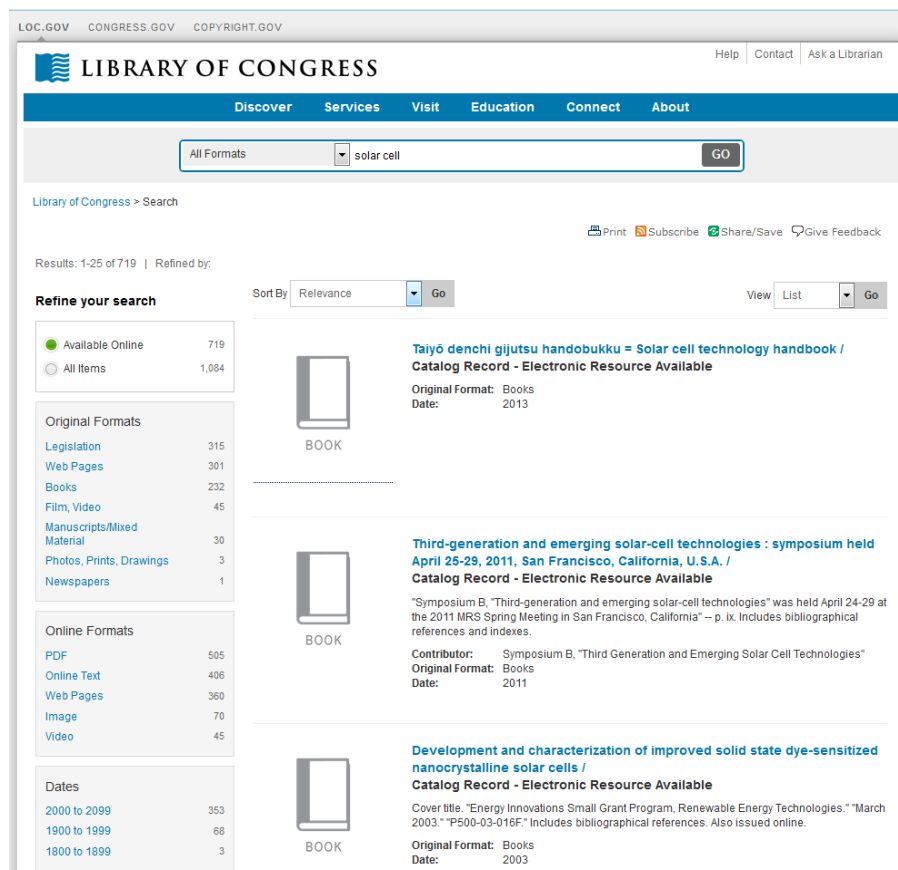 LOC.GOV CONGRESS.GOV COPYRIGHT.GOV
LIBRARY OF CONGRESS
Help Contact Ask a Librarian
Discover Services Visit Education Connect About
All Formats solar cell GO
Library of Congress > Search
Print Subscribe Share/Save Give Feedback
Results: 1-25 of 719 | Refined by:
Refine your search
Available Online 719
All Items 1,084
Original Formats
Legislation 315
Web Pages 301
Books 232
Film, Video 45
Manuscripts/Mixed
Material 30
Photos, Prints, Drawings 3
Newspapers 1
Online Formats
PDF 505
Online Text 406
Web Pages 360
Image 70
Video 45
Dates
2000 to 2099 353
1900 to 1999 68
1800 to 1899 3
Sort By Relevance Go
View List Go
BOOK
Taiyō denchi gijutsu handobukku = Solar cell technology handbook /
Catalog Record - Electronic Resource Available
Original Format: Books
Date: 2013
BOOK
Third-generation and emerging solar-cell technologies : symposium held
April 25-29, 2011, San Francisco, California, U.S.A. /
Catalog Record - Electronic Resource Available
"Symposium B, "Third-generation and emerging solar-cell technologies" was held April 24-29 at
the 2011 MRS Spring Meeting in San Francisco, California" -- p. ix. Includes bibliographical
references and indexes.
Contributor: Symposium B, "Third Generation and Emerging Solar Cell Technologies"
Original Format: Books
Date: 2011
BOOK
Development and characterization of improved solid state dye-sensitized
nanocrystalline solar cells /
Catalog Record - Electronic Resource Available
Cover title. "Energy Innovations Small Grant Program, Renewable Energy Technologies." "March
2003." "P500-03-016F." Includes bibliographical references. Also issued online.
Original Format: Books
Date: 2003